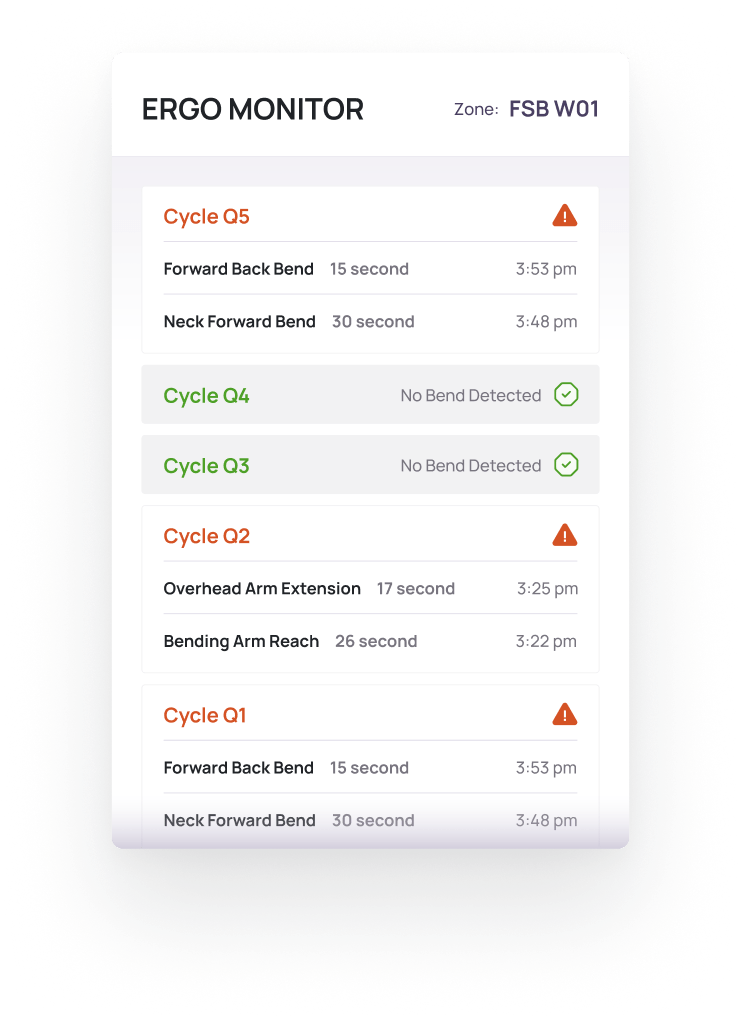 ERGO MONITOR Zone: FSB W01
Cycle Q5
Forward Back Bend 15 second 3:53 pm
Neck Forward Bend 30 second 3:48 pm
Cycle Q4 No Bend Detected
Cycle Q3 No Bend Detected
Cycle Q2
Overhead Arm Extension 17 second 3:25 pm
Bending Arm Reach 26 second 3:22 pm
Cycle Q1
Forward Back Bend 15 second 3:53 pm
Neck Forward Bend 30 second 3:48 pm